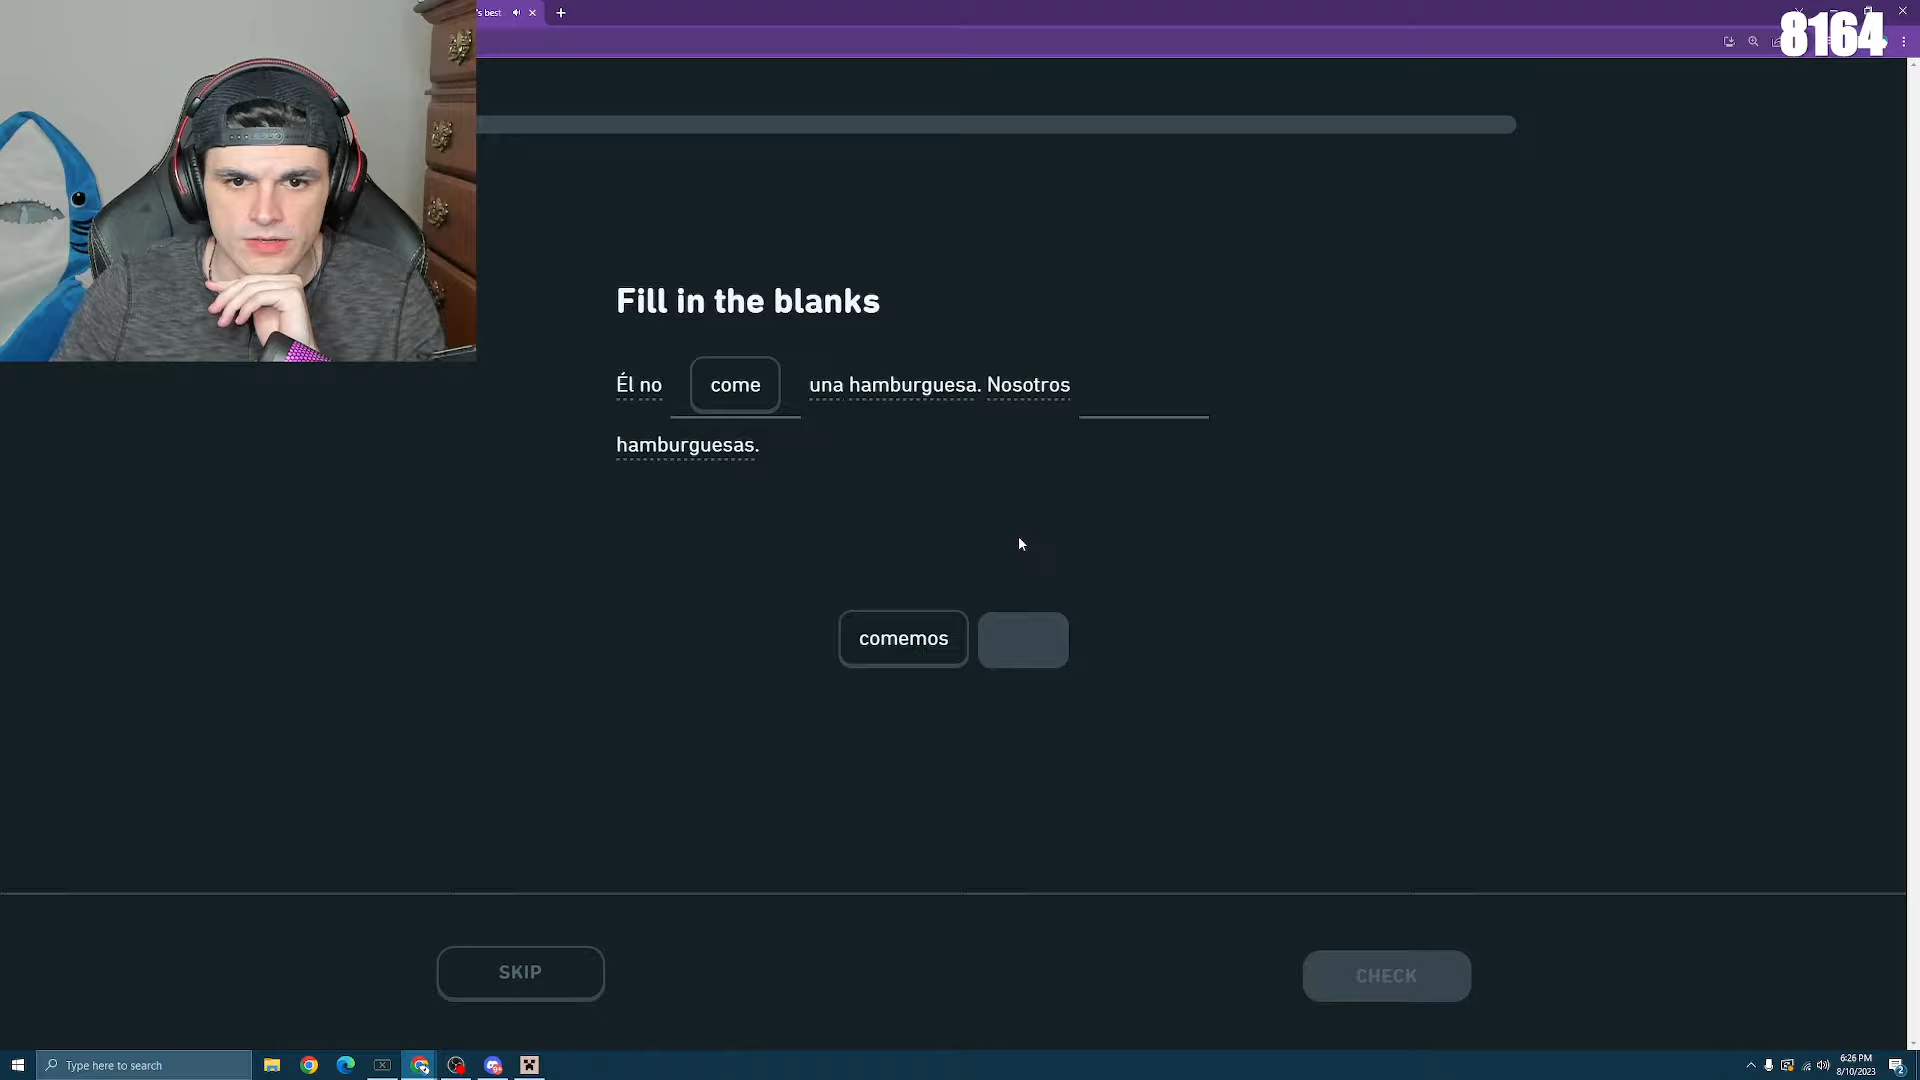 's best
8164
Fill in the blanks
Él no come una hamburguesa. Nosotros
hamburguesas.
comemos
SKIP
CHECK
Type here to search
6:26 PM
8/10/2023